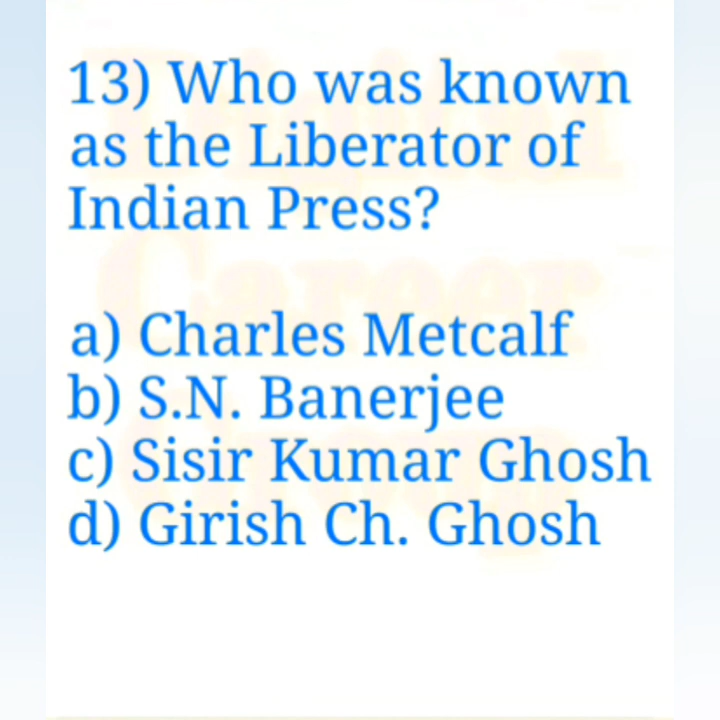 13) Who was known
as the Liberator of
Indian Press?
a) Charles Metcalf
b) S.N. Banerjee
c) Sisir Kumar Ghosh
d) Girish Ch. Ghosh